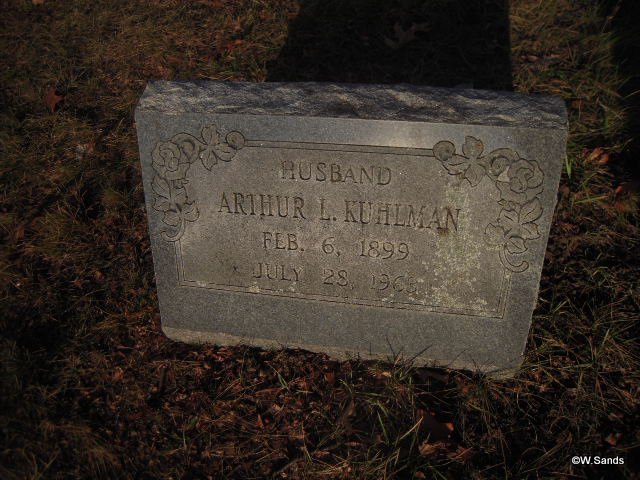 HUSBAND
ARTHUR L. KUHLMAN
FEB. 6, 1899
JULY 28,
©W.Sands